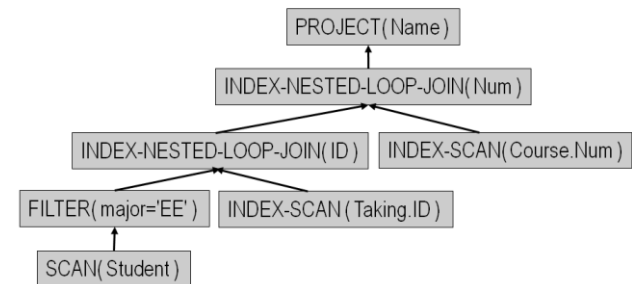 PROJECT(Name)
INDEX-NESTED-LOOP-JOIN(Num)
INDEX-NESTED-LOOP-JOIN(ID)
INDEX-SCAN(Course.Num)
FILTER(major='EE')
INDEX-SCAN(Taking.ID)
SCAN(Student)